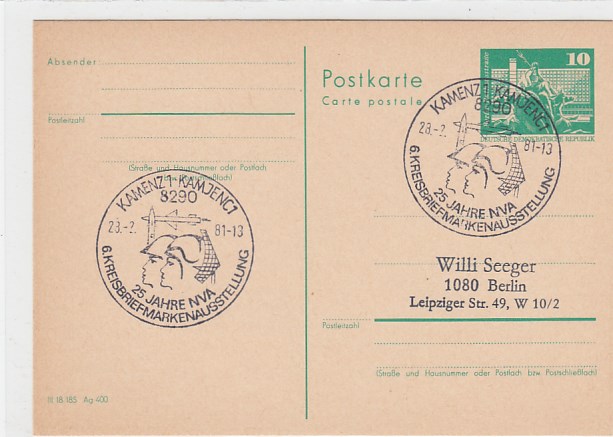 Absender
Postleitzahl
(Straße und Hausnummer oder Postfach
bzw. Postschließfach)
KAMENZ 1 · KAMJENC 1
8290
28.-2. 81-13
25 JAHRE NVA
6. KREISBRIEFMARKENAUSSTELLUNG
III 18 185 Ag 400
Postkarte
Carte postale
10
DEUTSCHE DEMOKRATISCHE REPUBLIK
KAMENZ 1 · KAMJENC 1
8290
28.-2. 81-13
25 JAHRE NVA
6. KREISBRIEFMARKENAUSSTELLUNG
Willi Seeger
1080 Berlin
Leipziger Str. 49, W 10/2
Postleitzahl
(Straße und Hausnummer oder Postfach bzw. Postschließfach)